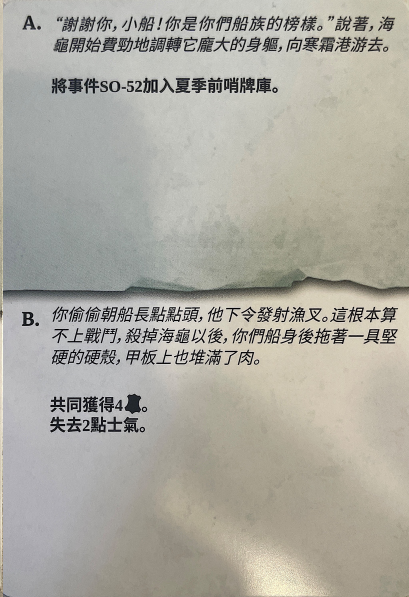 A. “謝謝你，小船！你是你們船族的榜樣。”說著，海
龜開始費勁地調轉它龐大的身軀，向寒霜港游去。
將事件SO-52加入夏季前哨牌庫。
B. 你偷偷朝船長點點頭，他下令發射漁叉。這根本算
不上戰鬥，殺掉海龜以後，你們船身後拖著一具堅
硬的硬殼，甲板上也堆滿了肉。
共同獲得4。
失去2點士氣。